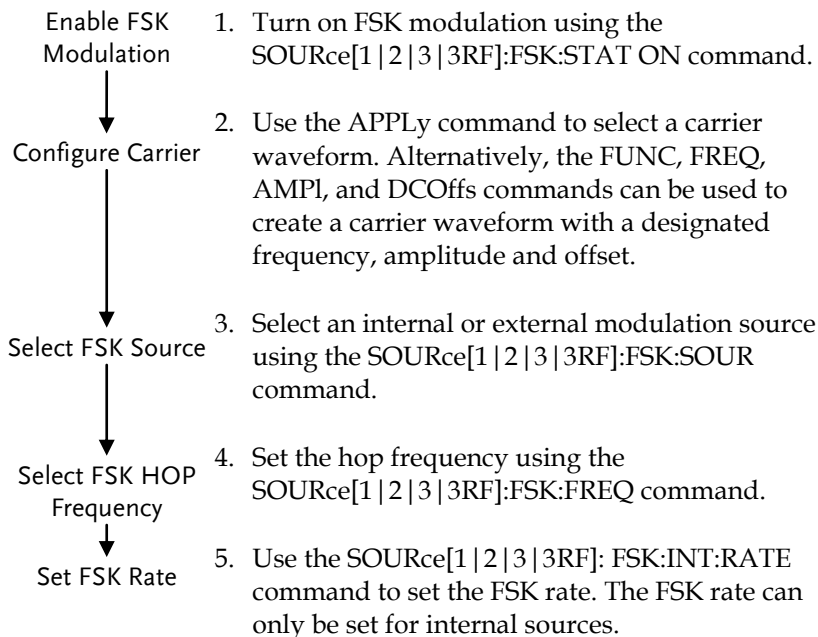 Enable FSK
Modulation
1. Turn on FSK modulation using the
SOURce[1|2|3|3RF]:FSK:STAT ON command.
Configure Carrier
2. Use the APPLy command to select a carrier
waveform. Alternatively, the FUNC, FREQ,
AMPl, and DCOffs commands can be used to
create a carrier waveform with a designated
frequency, amplitude and offset.
Select FSK Source
3. Select an internal or external modulation source
using the SOURce[1|2|3|3RF]:FSK:SOUR
command.
Select FSK HOP
Frequency
4. Set the hop frequency using the
SOURce[1|2|3|3RF]:FSK:FREQ command.
Set FSK Rate
5. Use the SOURce[1|2|3|3RF]: FSK:INT:RATE
command to set the FSK rate. The FSK rate can
only be set for internal sources.